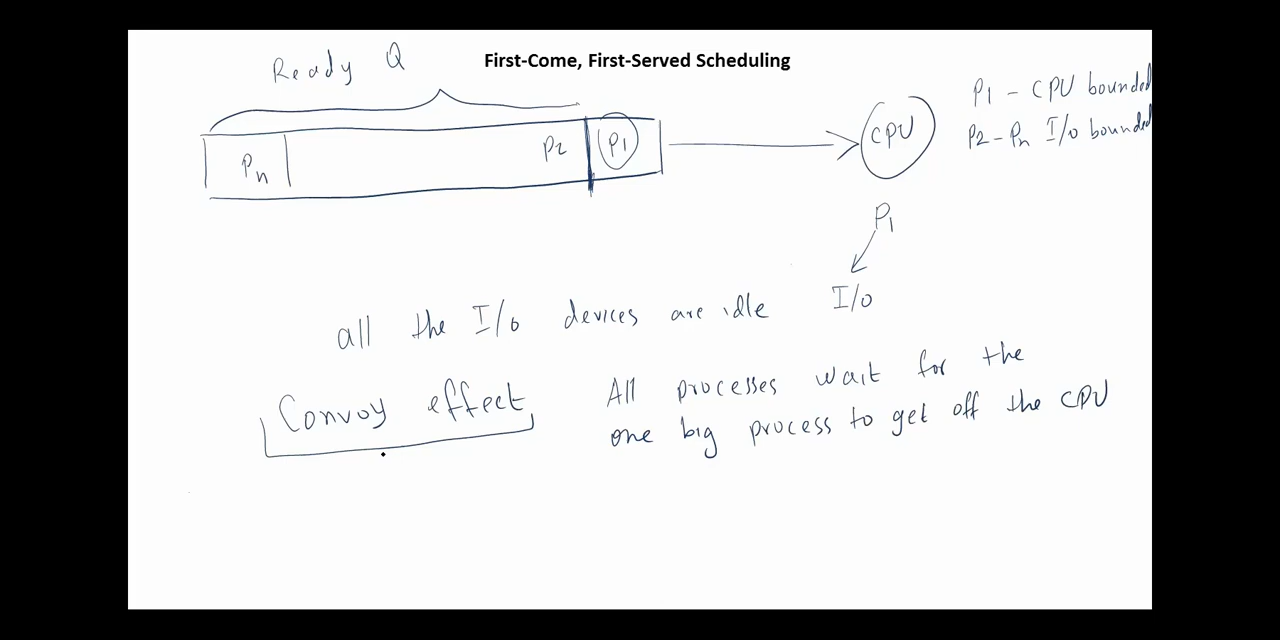 First-Come, First-Served Scheduling
Ready Q
P1 - CPU bounded
P2 - Pn I/o bounded
Pn
P2
P1
CPU
P1
I/o
all the I/o devices are idle
Convoy effect
All processes wait for the
one big process to get off the CPU